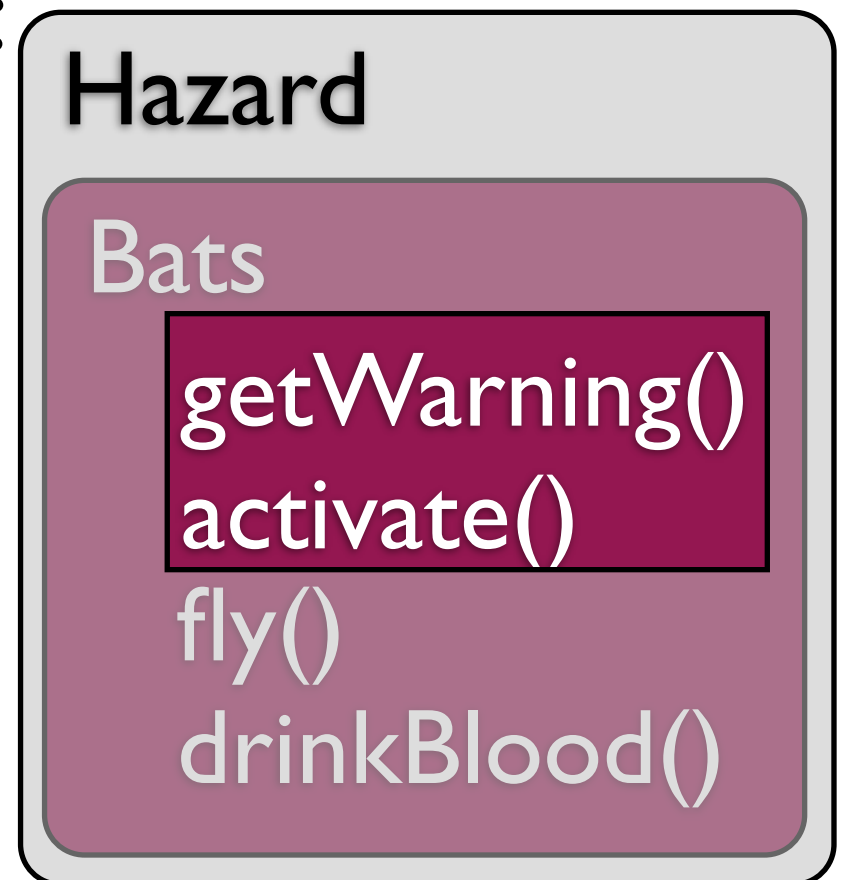 Hazard
Bats
getWarning()
activate()
fly()
drinkBlood()